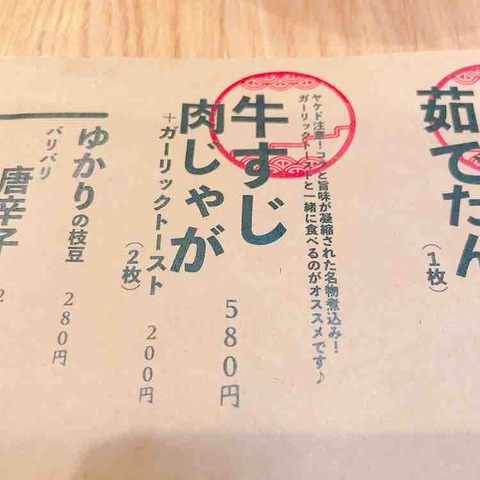 茹でたん
(1枚)
ヤケド注意!コクと旨味が凝縮された名物煮込み!
ガーリックトーストと一緒に食べるのがオススメです♪
牛すじ
肉じゃが
580円
+ガーリックトースト
(2枚)
200円
ゆかりの枝豆
280円
パリパリ
唐辛子
2